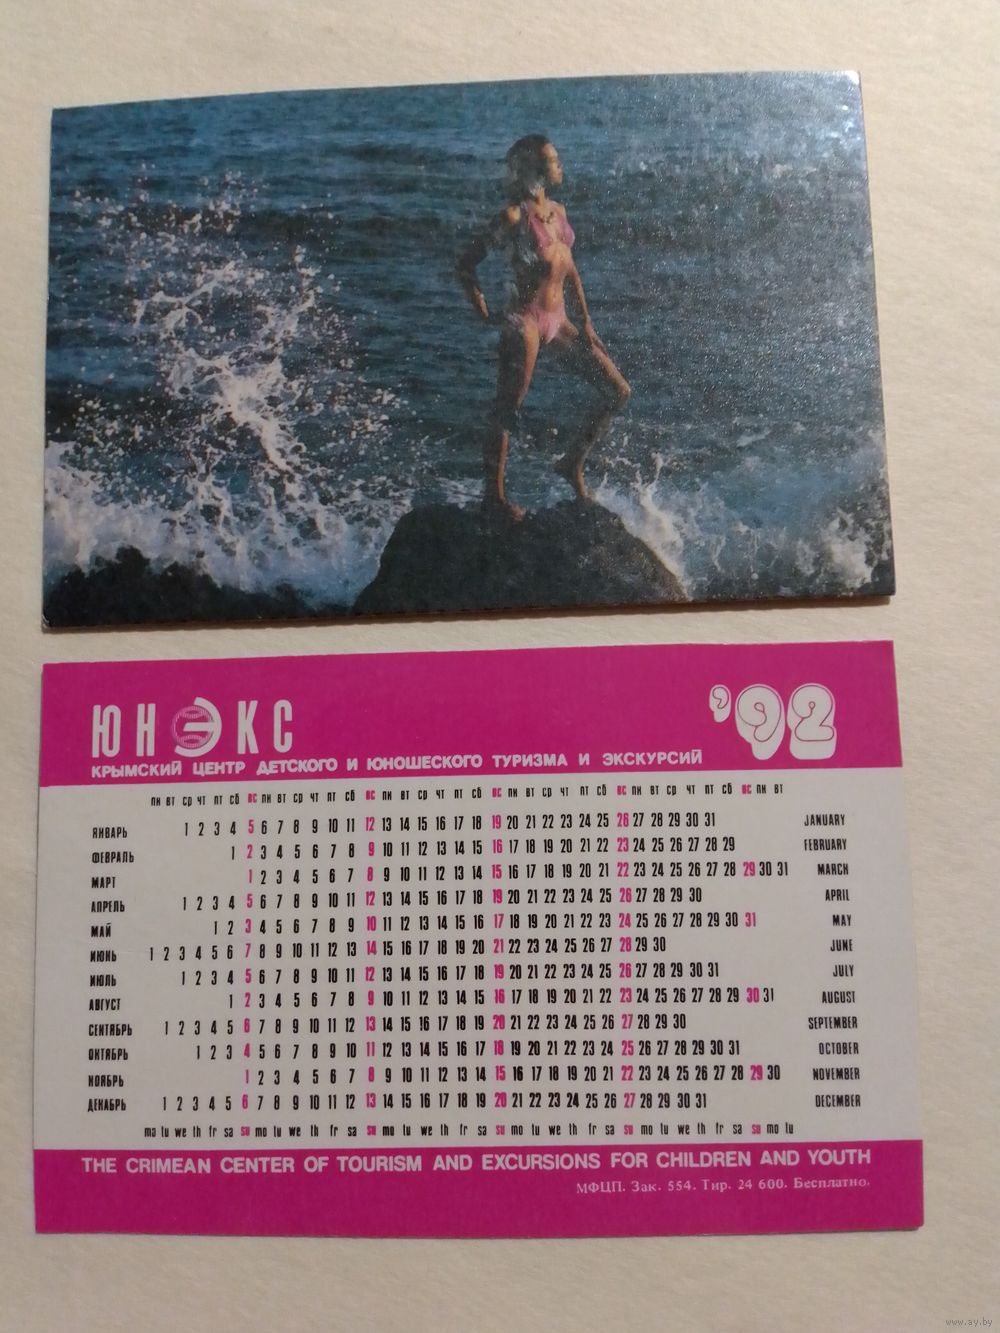 ЮНЭКС
'92
КРЫМСКИЙ ЦЕНТР ДЕТСКОГО И ЮНОШЕСКОГО ТУРИЗМА И ЭКСКУРСИЙ
пн вт ср чт пт сб вс пн вт ср чт пт сб вс пн вт ср чт пт сб вс пн вт ср чт пт сб вс пн вт ср чт пт сб вс пн вт
ЯНВАРЬ 1 2 3 4 5 6 7 8 9 10 11 12 13 14 15 16 17 18 19 20 21 22 23 24 25 26 27 28 29 30 31 JANUARY
ФЕВРАЛЬ 1 2 3 4 5 6 7 8 9 10 11 12 13 14 15 16 17 18 19 20 21 22 23 24 25 26 27 28 29 FEBRUARY
МАРТ 1 2 3 4 5 6 7 8 9 10 11 12 13 14 15 16 17 18 19 20 21 22 23 24 25 26 27 28 29 30 31 MARCH
АПРЕЛЬ 1 2 3 4 5 6 7 8 9 10 11 12 13 14 15 16 17 18 19 20 21 22 23 24 25 26 27 28 29 30 APRIL
МАЙ 1 2 3 4 5 6 7 8 9 10 11 12 13 14 15 16 17 18 19 20 21 22 23 24 25 26 27 28 29 30 31 MAY
ИЮНЬ 1 2 3 4 5 6 7 8 9 10 11 12 13 14 15 16 17 18 19 20 21 22 23 24 25 26 27 28 29 30 JUNE
ИЮЛЬ 1 2 3 4 5 6 7 8 9 10 11 12 13 14 15 16 17 18 19 20 21 22 23 24 25 26 27 28 29 30 31 JULY
АВГУСТ 1 2 3 4 5 6 7 8 9 10 11 12 13 14 15 16 17 18 19 20 21 22 23 24 25 26 27 28 29 30 31 AUGUST
СЕНТЯБРЬ 1 2 3 4 5 6 7 8 9 10 11 12 13 14 15 16 17 18 19 20 21 22 23 24 25 26 27 28 29 30 SEPTEMBER
ОКТЯБРЬ 1 2 3 4 5 6 7 8 9 10 11 12 13 14 15 16 17 18 19 20 21 22 23 24 25 26 27 28 29 30 31 OCTOBER
НОЯБРЬ 1 2 3 4 5 6 7 8 9 10 11 12 13 14 15 16 17 18 19 20 21 22 23 24 25 26 27 28 29 30 NOVEMBER
ДЕКАБРЬ 1 2 3 4 5 6 7 8 9 10 11 12 13 14 15 16 17 18 19 20 21 22 23 24 25 26 27 28 29 30 31 DECEMBER
mo tu we th fr sa su mo tu we th fr sa su mo tu we th fr sa su mo tu we th fr sa su mo tu we th fr sa su mo tu
THE CRIMEAN CENTER OF TOURISM AND EXCURSIONS FOR CHILDREN AND YOUTH
МФЦП. Зак. 554. Тир. 24 600. Бесплатно.
www.ay.by